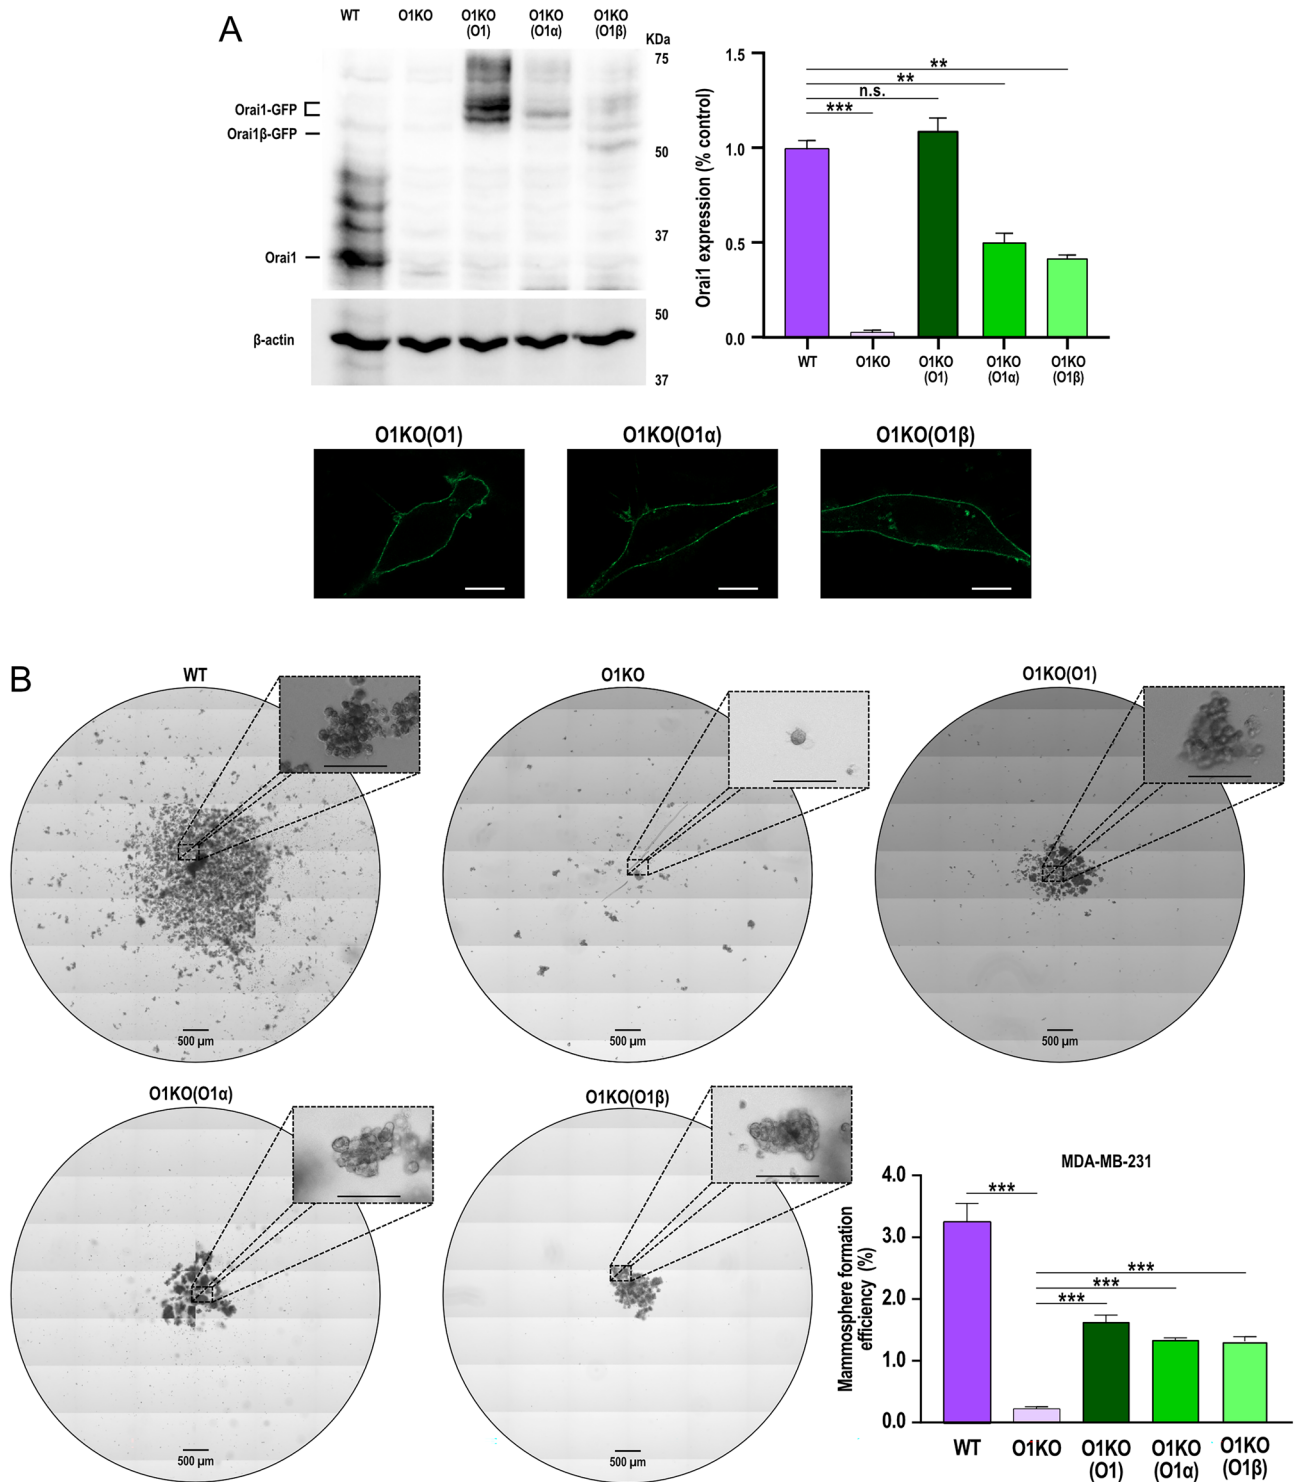 A
WT
O1KO
O1KO
(O1)
O1KO
(O1α)
O1KO
(O1β)
KDa
75
50
37
50
37
Orai1-GFP
Orai1β-GFP
Orai1
β-actin
Orai1 expression (% control)
1.5
1.0
0.5
0.0
**
**
n.s.
***
WT
O1KO
O1KO
(O1)
O1KO
(O1α)
O1KO
(O1β)
O1KO(O1)
O1KO(O1α)
O1KO(O1β)
B
WT
500 µm
O1KO
500 µm
O1KO(O1)
500 µm
O1KO(O1α)
500 µm
O1KO(O1β)
500 µm
MDA-MB-231
Mammosphere formation
efficiency (%)
4.0
3.0
2.0
1.0
0.0
***
***
***
***
WT
O1KO
O1KO
(O1)
O1KO
(O1α)
O1KO
(O1β)